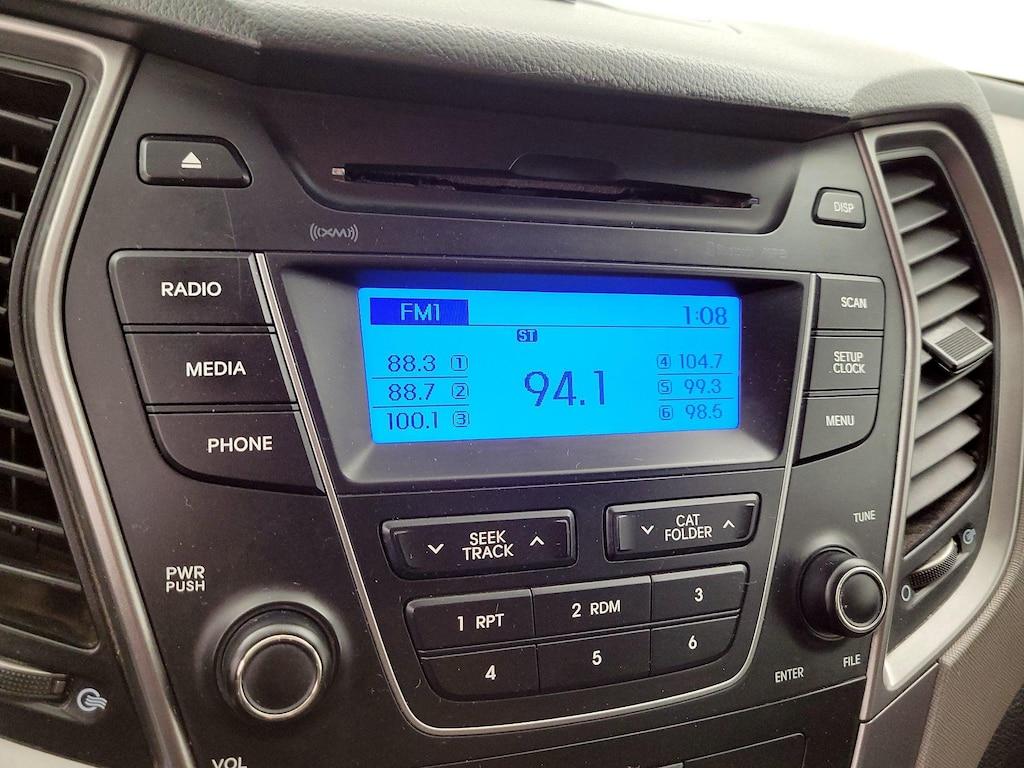 DISP
((XM))
RADIO
MEDIA
PHONE
FM1 1:08
ST
88.3 1
88.7 2
100.1 3
94.1
4 104.7
5 99.3
6 98.5
SCAN
SETUP
CLOCK
MENU
SEEK
TRACK
CAT
FOLDER
1 RPT
2 RDM
3
4
5
6
PWR
PUSH
VOL
TUNE
ENTER
FILE